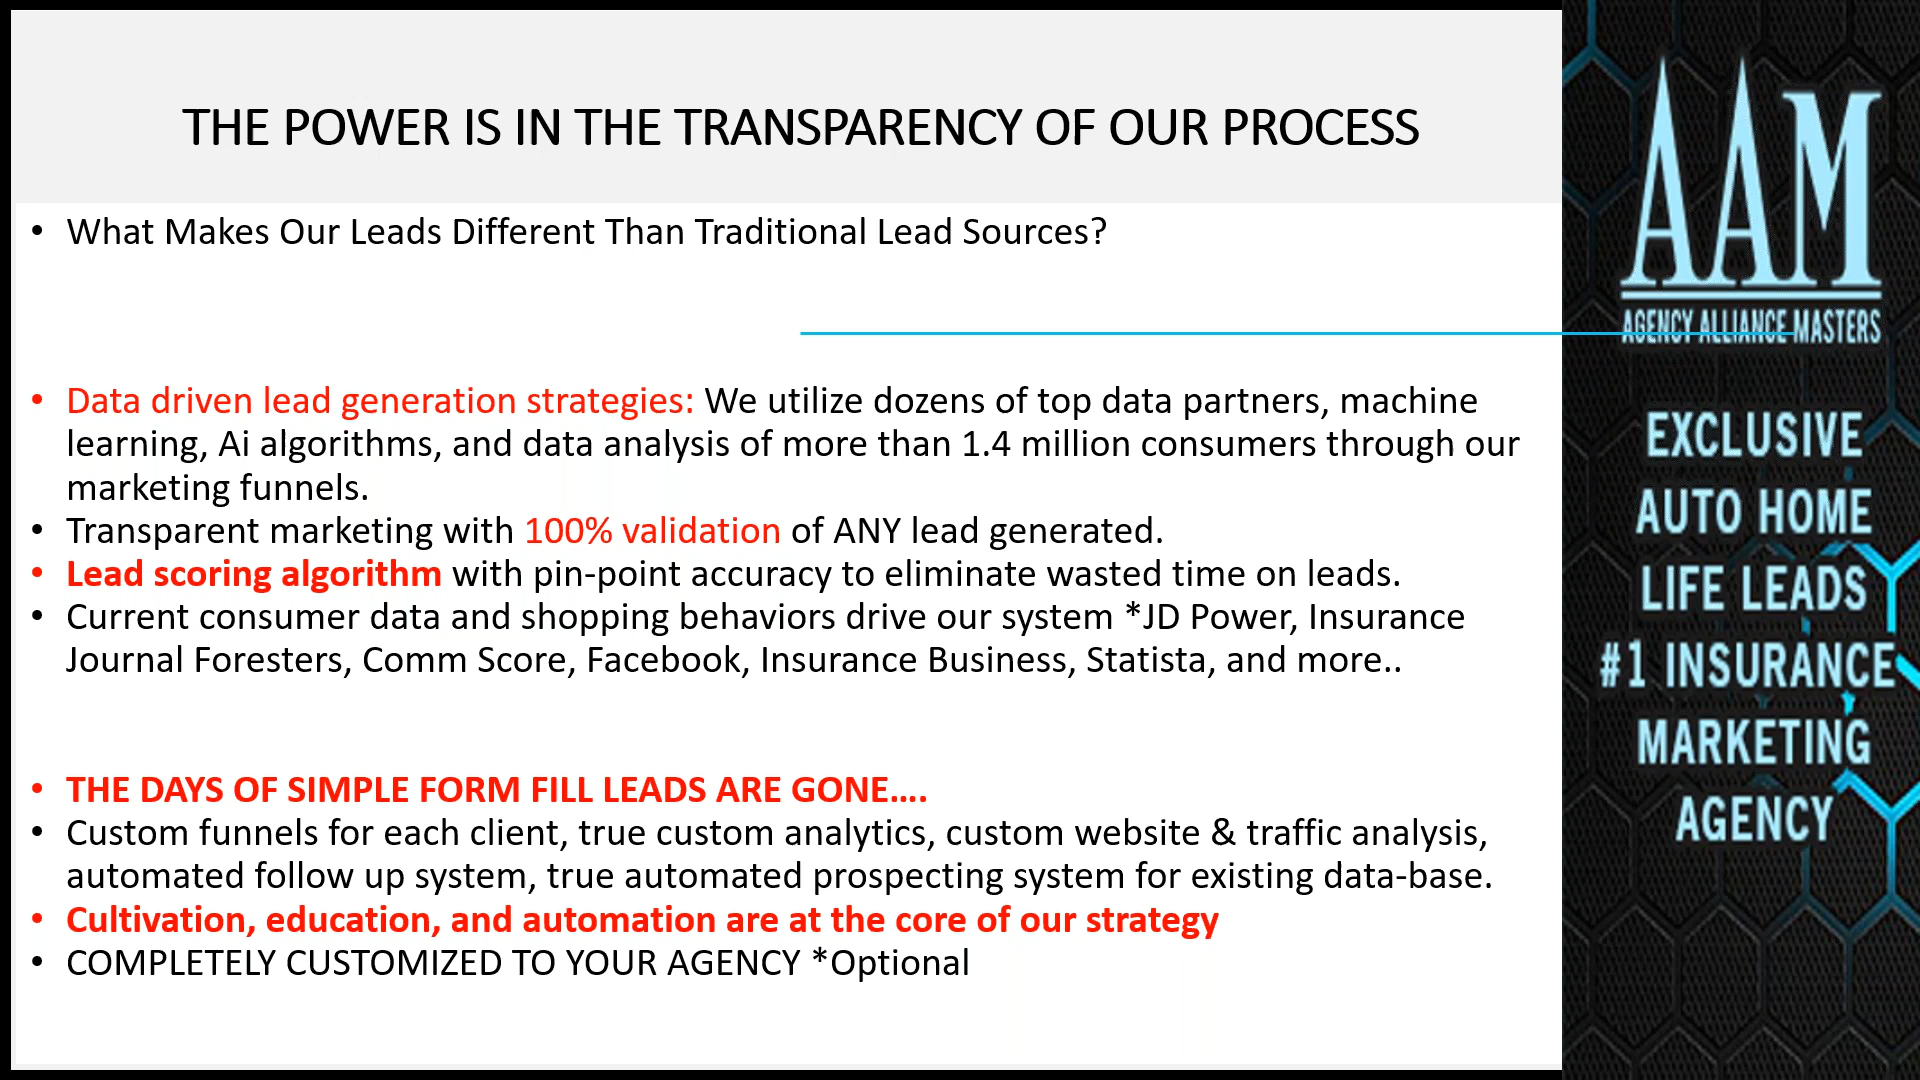 THE POWER IS IN THE TRANSPARENCY OF OUR PROCESS
• What Makes Our Leads Different Than Traditional Lead Sources?
• Data driven lead generation strategies: We utilize dozens of top data partners, machine
learning, Ai algorithms, and data analysis of more than 1.4 million consumers through our
marketing funnels.
• Transparent marketing with 100% validation of ANY lead generated.
• Lead scoring algorithm with pin-point accuracy to eliminate wasted time on leads.
• Current consumer data and shopping behaviors drive our system *JD Power, Insurance
Journal Foresters, Comm Score, Facebook, Insurance Business, Statista, and more..
• THE DAYS OF SIMPLE FORM FILL LEADS ARE GONE....
• Custom funnels for each client, true custom analytics, custom website & traffic analysis,
automated follow up system, true automated prospecting system for existing data-base.
• Cultivation, education, and automation are at the core of our strategy
• COMPLETELY CUSTOMIZED TO YOUR AGENCY *Optional
AAM
AGENCY ALLIANCE MASTERS
EXCLUSIVE
AUTO HOME
LIFE LEADS
#1 INSURANCE
MARKETING
AGENCY